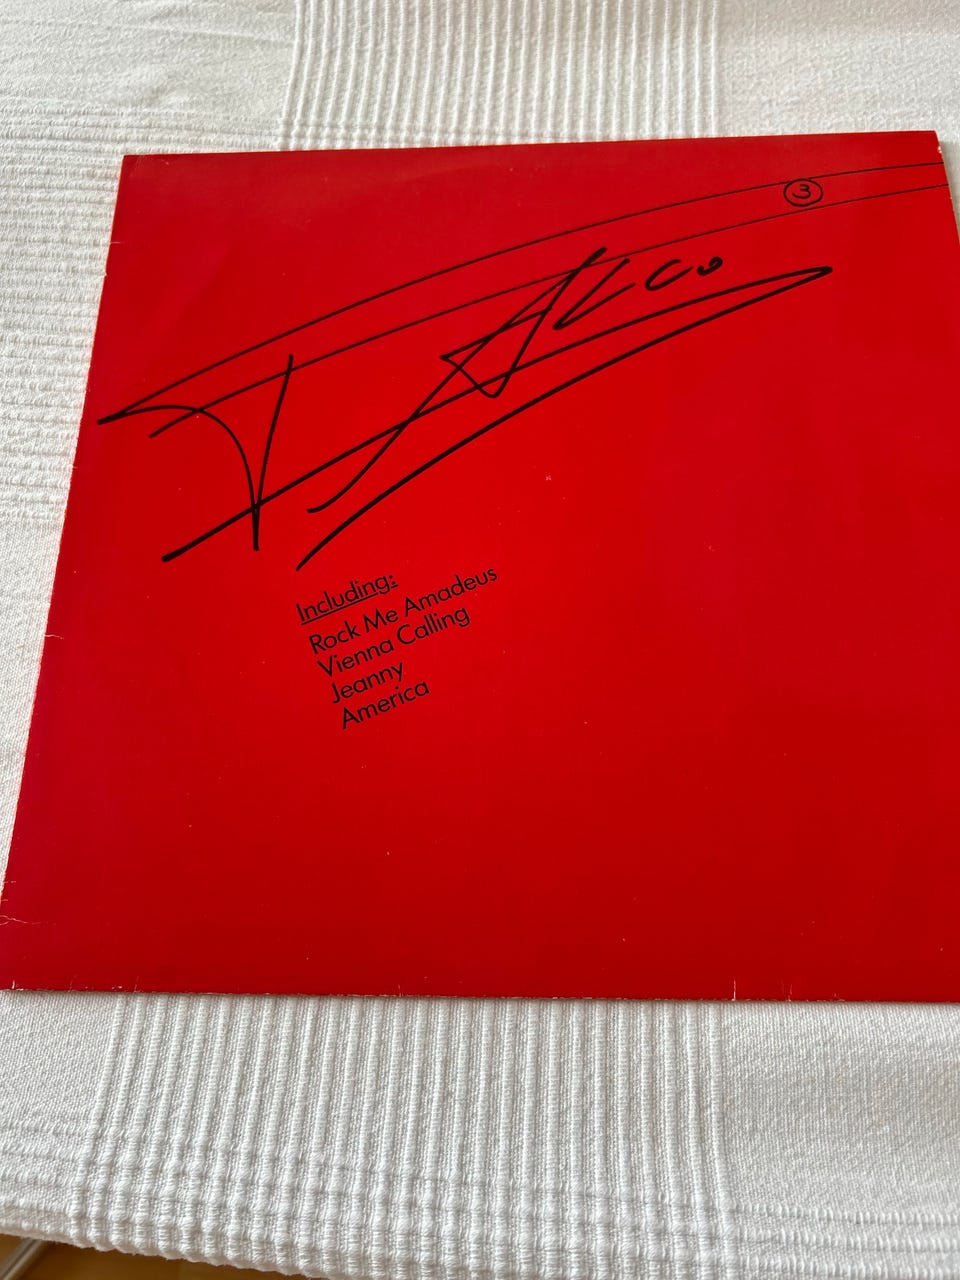 3
FALCO
Including:
Rock Me Amadeus
Vienna Calling
Jeanny
America